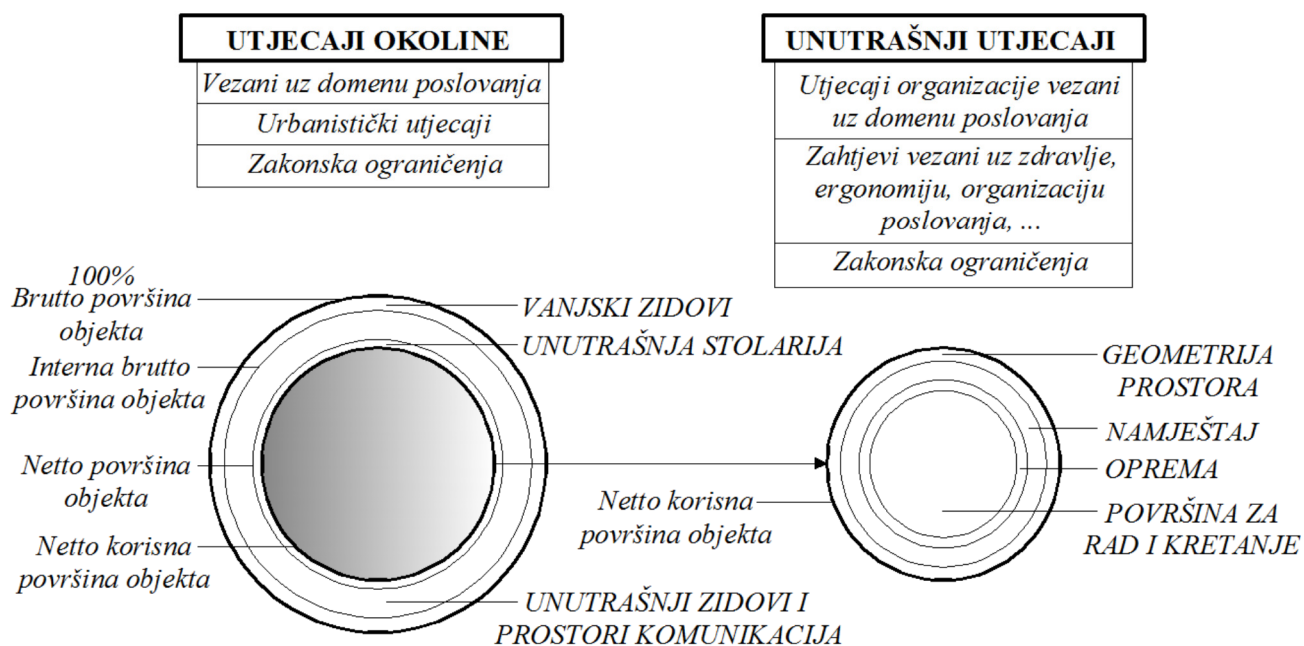 UTJECAJI OKOLINE
Vezani uz domenu poslovanja
Urbanistički utjecaji
Zakonska ograničenja
UNUTRAŠNJI UTJECAJI
Utjecaji organizacije vezani
uz domenu poslovanja
Zahtjevi vezani uz zdravlje,
ergonomiju, organizaciju
poslovanja, ...
Zakonska ograničenja
100%
Brutto površina
objekta
Interna brutto
površina objekta
Netto površina
objekta
Netto korisna
površina objekta
VANJSKI ZIDOVI
UNUTRAŠNJA STOLARIJA
UNUTRAŠNJI ZIDOVI I
PROSTORI KOMUNIKACIJA
Netto korisna
površina objekta
GEOMETRIJA
PROSTORA
NAMJEŠTAJ
OPREMA
POVRŠINA ZA
RAD I KRETANJE